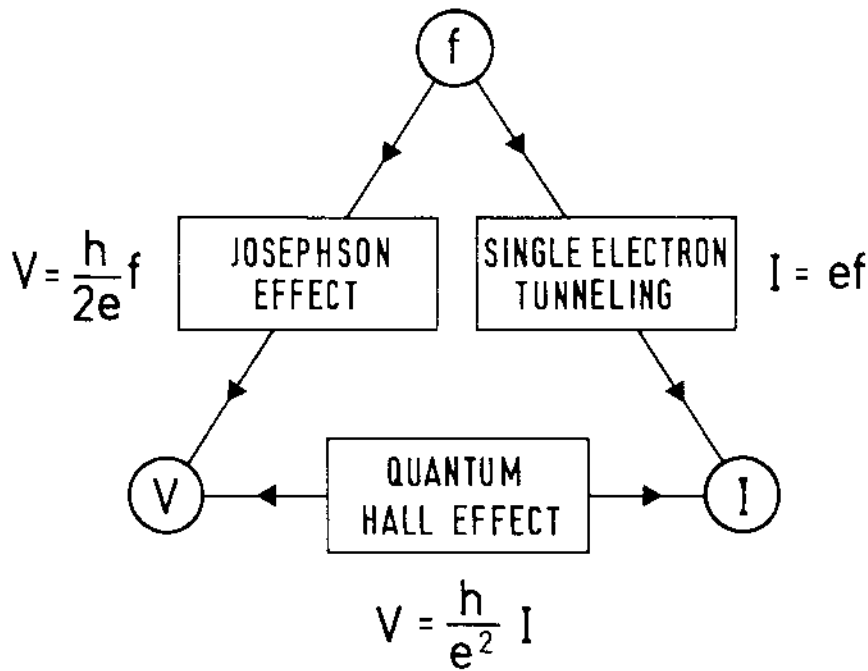 f
JOSEPHSON
EFFECT
V = h/2e f
SINGLE ELECTRON
TUNNELING
I = ef
V
QUANTUM
HALL EFFECT
I
V = h/e² I